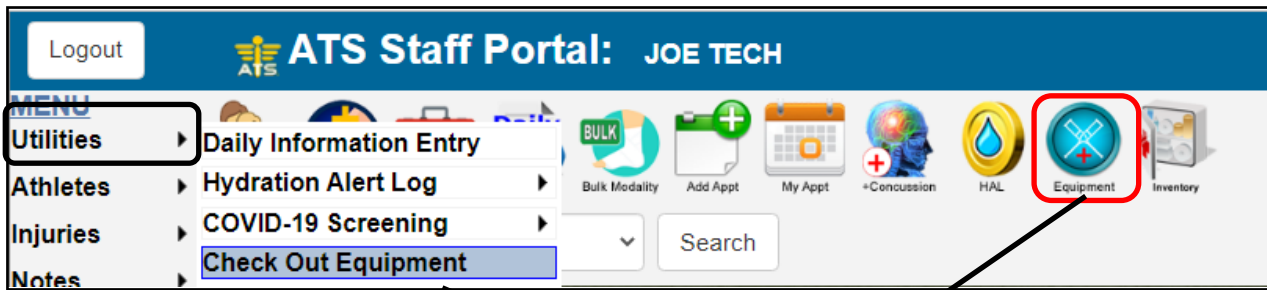 Logout
ATS
ATS Staff Portal: JOE TECH
MENU
Utilities
Athletes
Injuries
Notes
Daily Information Entry
Hydration Alert Log
COVID-19 Screening
Check Out Equipment
Daily
BULK
Bulk Modality
Add Appt
My Appt
+Concussion
HAL
Equipment
Inventory
Search